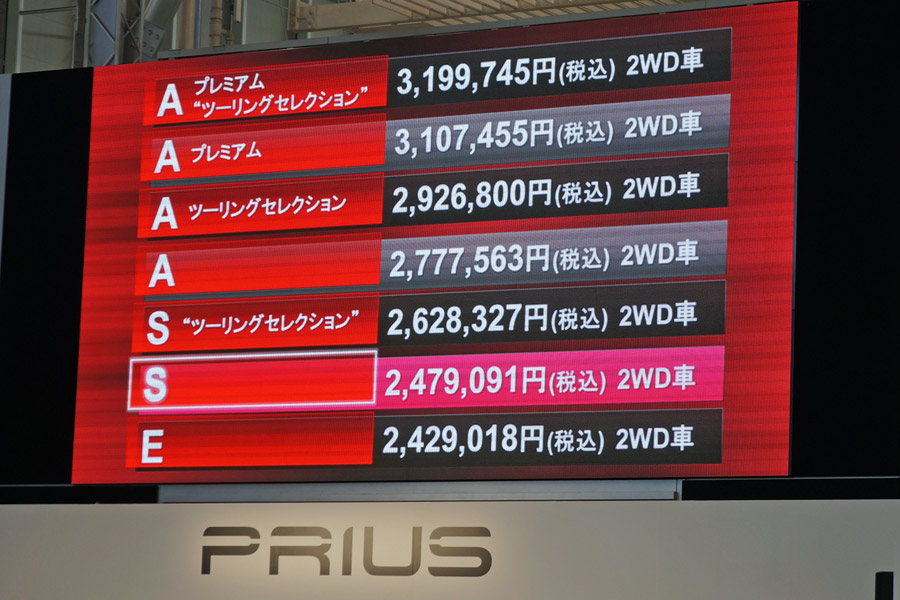 A プレミアム
“ツーリングセレクション” 3,199,745円(税込) 2WD車
A プレミアム 3,107,455円(税込) 2WD車
A ツーリングセレクション 2,926,800円(税込) 2WD車
A 2,777,563円(税込) 2WD車
S “ツーリングセレクション” 2,628,327円(税込) 2WD車
S 2,479,091円(税込) 2WD車
E 2,429,018円(税込) 2WD車
PRIUS